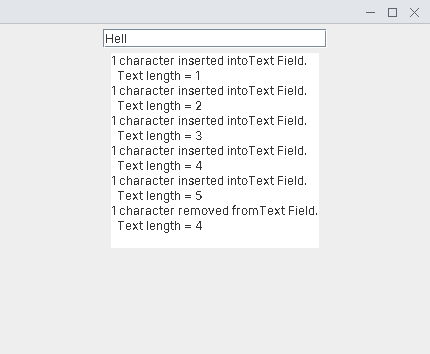 Hell
1 character inserted intoText Field.
Text length = 1
1 character inserted intoText Field.
Text length = 2
1 character inserted intoText Field.
Text length = 3
1 character inserted intoText Field.
Text length = 4
1 character inserted intoText Field.
Text length = 5
1 character removed fromText Field.
Text length = 4